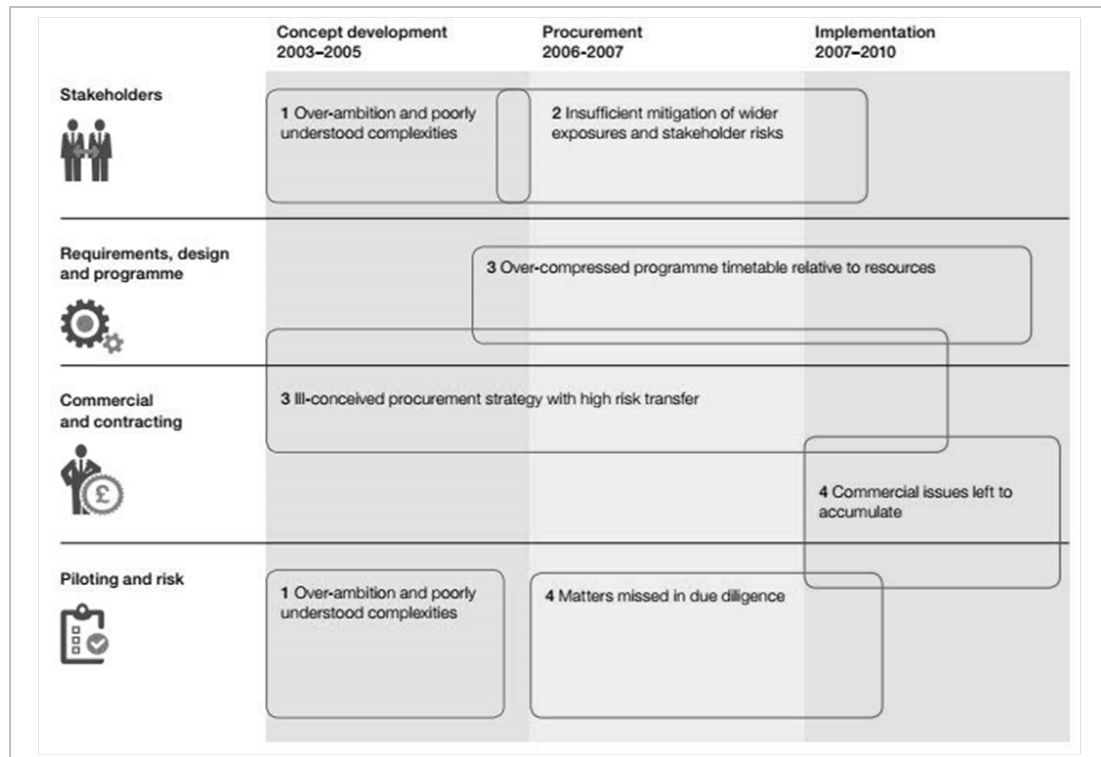 Concept development
2003–2005
Procurement
2006-2007
Implementation
2007–2010
Stakeholders
1 Over-ambition and poorly
understood complexities
2 Insufficient mitigation of wider
exposures and stakeholder risks
Requirements, design
and programme
3 Over-compressed programme timetable relative to resources
Commercial
and contracting
3 Ill-conceived procurement strategy with high risk transfer
£
4 Commercial issues left to
accumulate
Piloting and risk
1 Over-ambition and poorly
understood complexities
4 Matters missed in due diligence